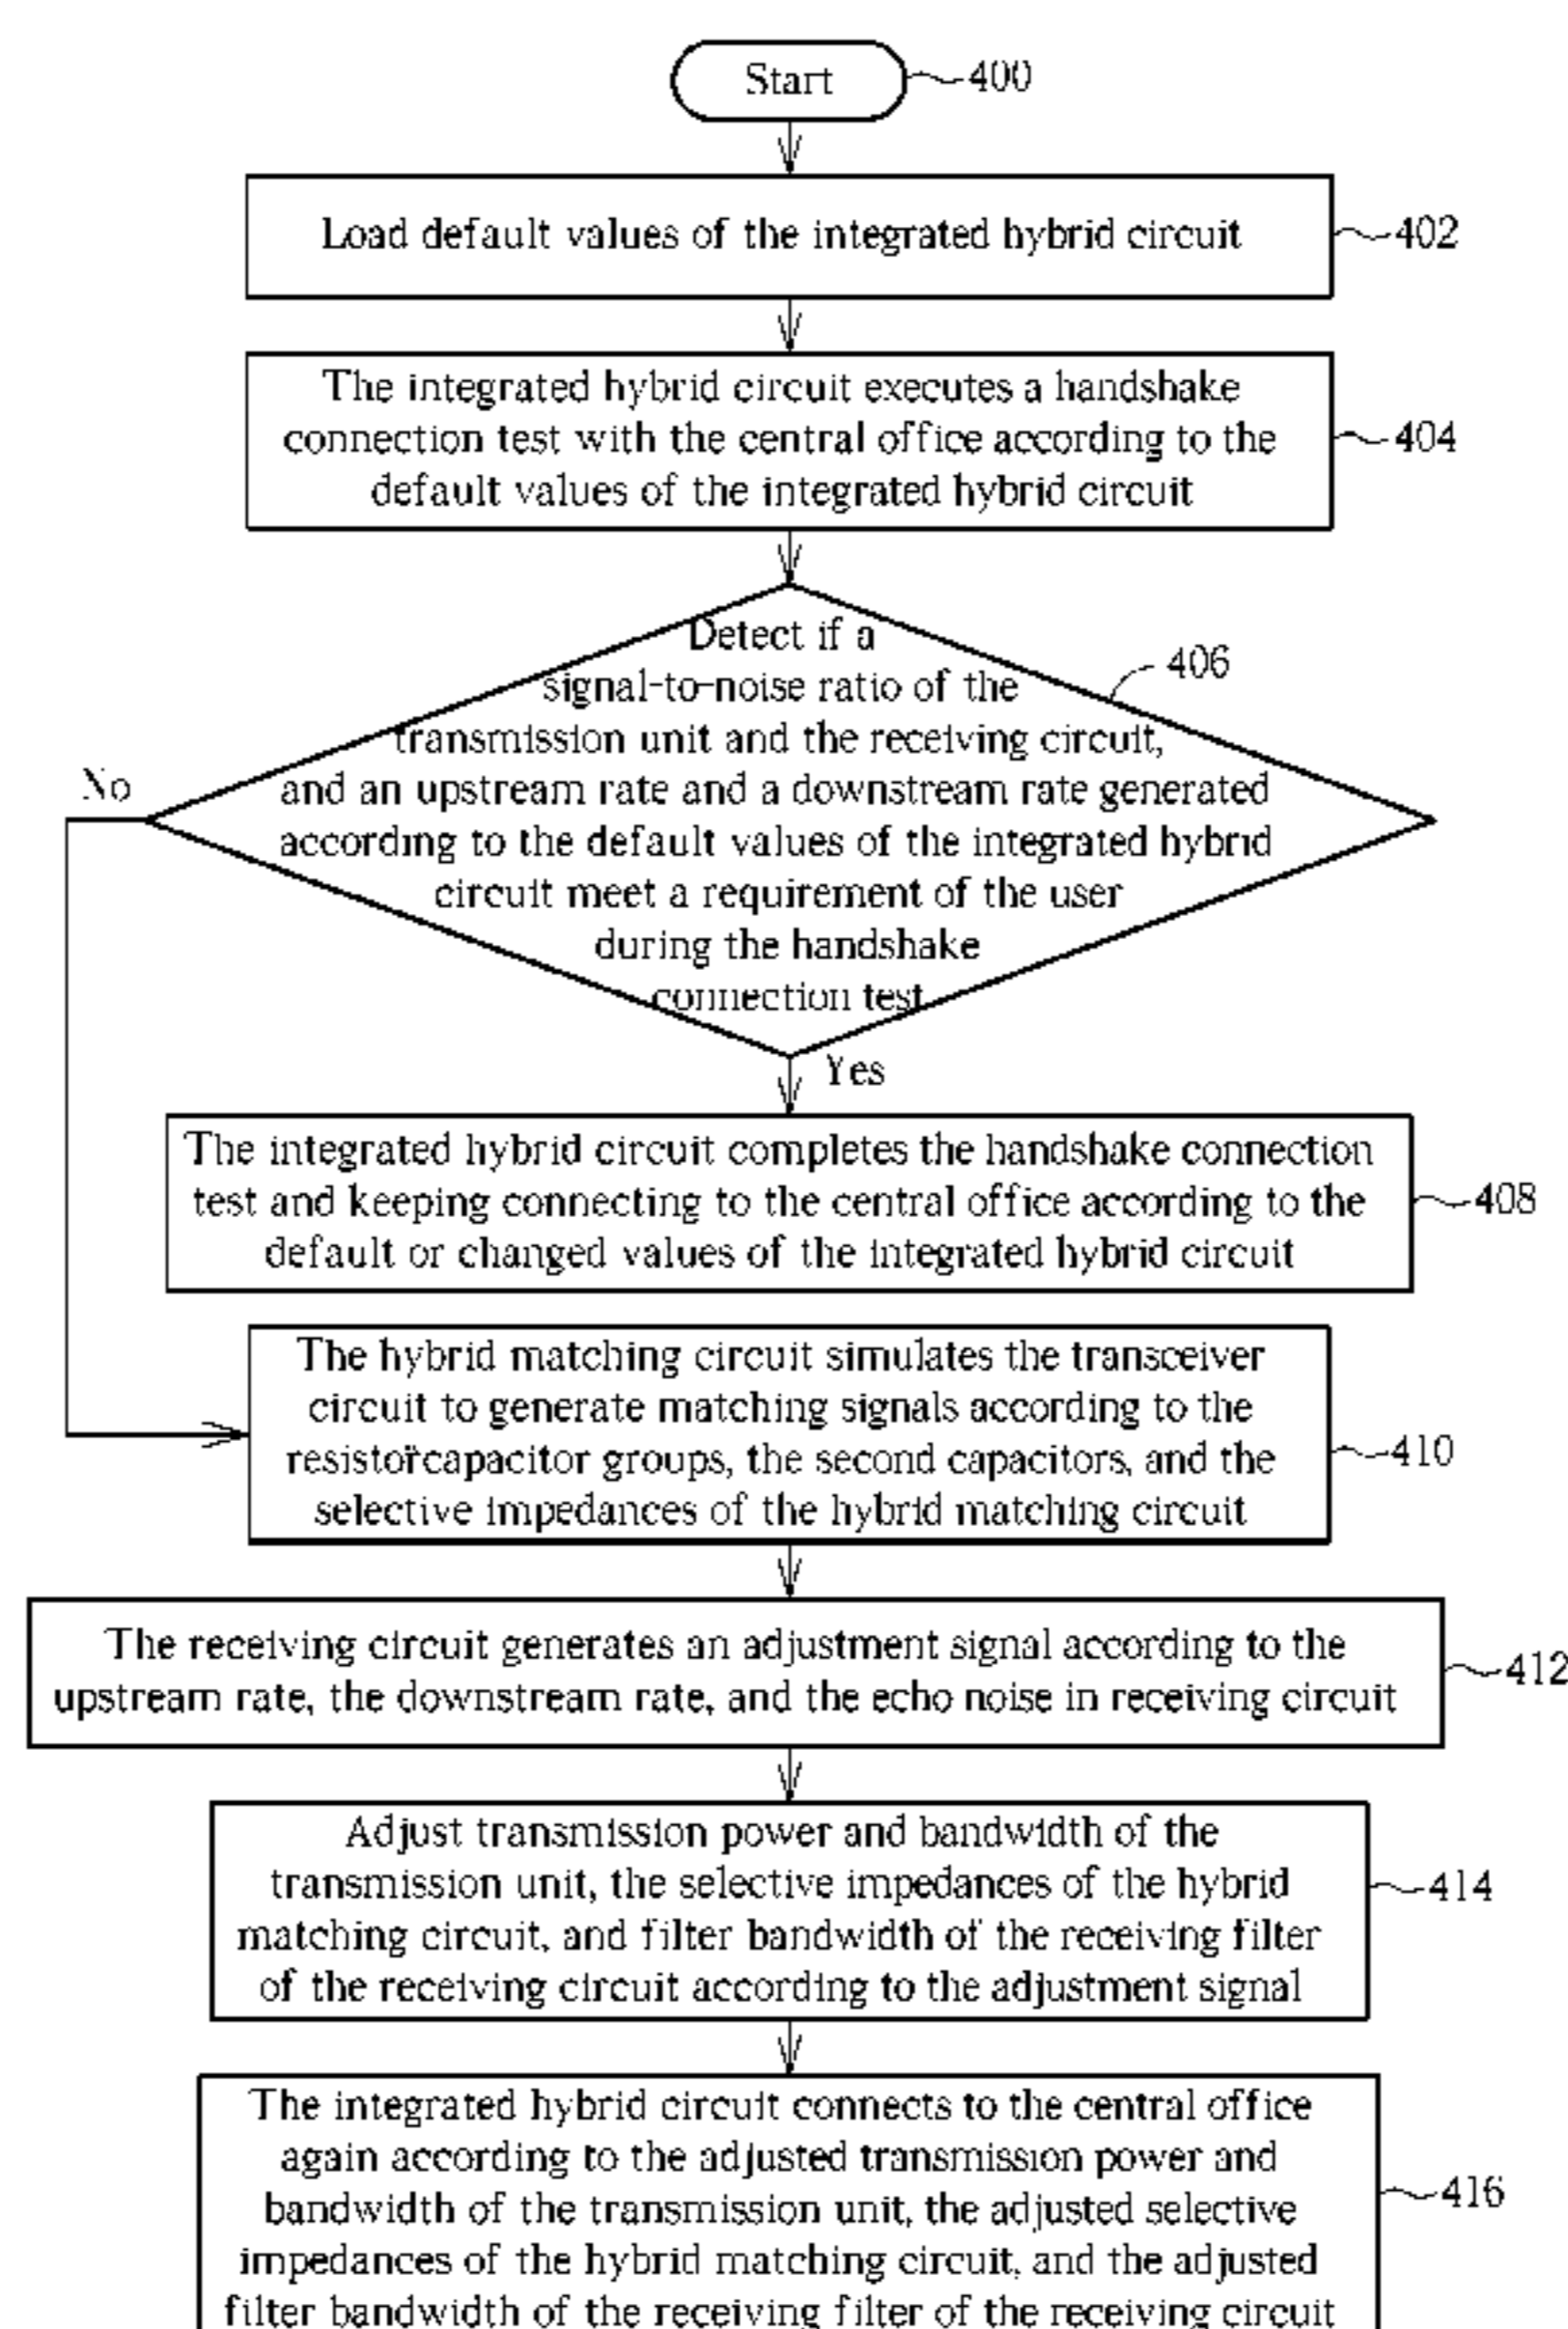 Start
400
Load default values of the integrated hybrid circuit
402
The integrated hybrid circuit executes a handshake
connection test with the central office according to the
default values of the integrated hybrid circuit
404
Detect if a
signal-to-noise ratio of the
transmission unit and the receiving circuit,
and an upstream rate and a downstream rate generated
according to the default values of the integrated hybrid
circuit meet a requirement of the user
during the handshake
connection test
406
No
Yes
The integrated hybrid circuit completes the handshake connection
test and keeping connecting to the central office according to the
default or changed values of the integrated hybrid circuit
408
The hybrid matching circuit simulates the transceiver
circuit to generate matching signals according to the
resistorcapacitor groups, the second capacitors, and the
selective impedances of the hybrid matching circuit
410
The receiving circuit generates an adjustment signal according to the
upstream rate, the downstream rate, and the echo noise in receiving circuit
412
Adjust transmission power and bandwidth of the
transmission unit, the selective impedances of the hybrid
matching circuit, and filter bandwidth of the receiving filter
of the receiving circuit according to the adjustment signal
414
The integrated hybrid circuit connects to the central office
again according to the adjusted transmission power and
bandwidth of the transmission unit, the adjusted selective
impedances of the hybrid matching circuit, and the adjusted
filter bandwidth of the receiving filter of the receiving circuit
416